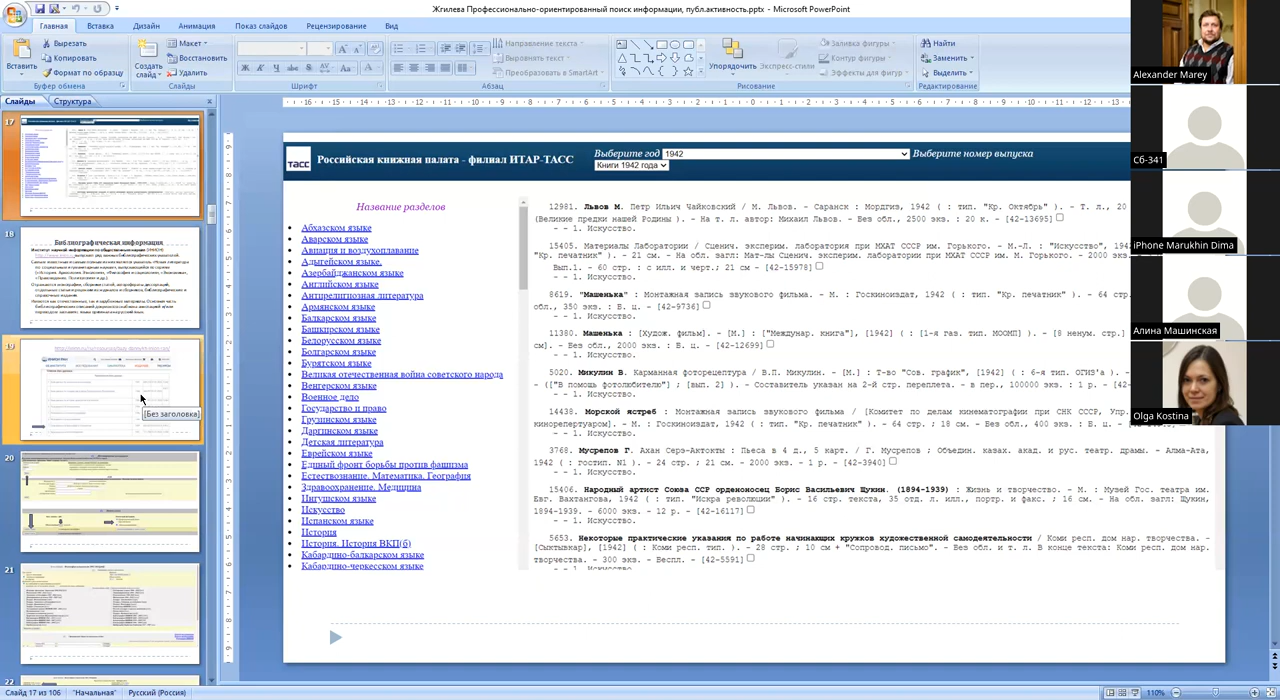 Жгилева Профессионально-ориентированный поиск информации, публ.активность.pptx - Microsoft PowerPoint
Главная Вставка Дизайн Анимация Показ слайдов Рецензирование Вид
Вставить
Вырезать
Копировать
Формат по образцу
Буфер обмена
Создать слайд
Макет
Восстановить
Удалить
Слайды
Шрифт
Направление текста
Выровнять текст
Преобразовать в SmartArt
Абзац
Упорядочить
Экспресс-стили
Заливка фигуры
Контур фигуры
Эффекты для фигур
Рисование
Найти
Заменить
Выделить
Редактирование
Слайды Структура
17
18
Библиографическая информация
19
[Без заголовка]
20
21
22
тасс
Российская книжная палата - филиал ИТАР-ТАСС
Выберите год 1942 Выберите номер выпуска
Книги 1942 года
Название разделов
Абхазском языке
Аварском языке
Авиация и воздухоплавание
Адыгейском языке.
Азербайджанском языке
Английском языке
Антирелигиозная литература
Армянском языке
Балкарском языке
Башкирском языке
Белорусском языке
Болгарском языке
Бурятском языке
Великая отечественная война советского народа
Венгерском языке
Военное дело
Государство и право
Грузинском языке
Даргинском языке
Детская литература
Еврейском языке
Единый фронт борьбы против фашизма
Естествознание. Математика. География
Здравоохранение. Медицина
Ингушском языке
Искусство
Испанском языке
История
История. История ВКП(б)
Кабардино-балкарском языке
Кабардино-черкесском языке
12981. Львов М. Петр Ильич Чайковский / М. Львов. - Саранск : Мордгиз, 1942 ( : тип. "Кр. Октябрь" ). - Т. л., 20
(Великие предки нашей Родины ). - На т. л. автор: Михаил Львов. - Без обл., 2500 экз. : 20 к. - [42-13695]
- - 1. Искусство.
15405. Материалы Лаборатории / Сценич. эксперим. лаборатория при МХАТ СССР им. Горького. - М.-Л. : "Искусство", 1942
"Кр. печатник" ). - 21 см. - На обл. загл: Мат-лы Сценич. эксперим. лаборатории при МХАТ СССР им. Горького. - 2000 экз.
Вып.1. - 60 стр. : с илл. и черт.; 21 см - [42-15978]
- - 1. Искусство.
8619. "Машенька" : Монтажная запись звукового фильма. - М. : Госкиноиздат, 1942 ( : тип. "Кр. печатник" ). - 64 стр.
обл., 350 экз. : Б. ц. - [42-9736]
- - 1. Искусство.
11380. Машенька : [Худож. фильм]. - [М.] : ["Междунар. книга"], [1942] ( : [1-я газ. тип. МООМП] ). - [8 ненум. стр.]
см]. - Без обл., 2000 экз. : Б. ц. - [42-12699]
- - 1. Искусство.
5020. Микулин В. Карманная фоторецептура / В.П. Микулин. - [М.] : Т-во "Сов. график", 1942 ( : 6-я тип. ОГИЗ'а ).
- (["В помощь фотолюбителю"] ; [вып. 2] ). - Составитель указан на 2-й стр. переплета. - в пер., 100000 экз. : 1 р. -
- - 1. Искусство.
14438. Морской ястреб : Монтажная запись звукового фильма / [Комитет по делам кинематографии при СНК СССР, Упр.
кинорепертуаром]. - М. : Госкиноиздат, 1942 ( : тип. "Кр. печатник" ). - 64 стр. ; 18 см. - Без обл., 400 экз. : Б. ц.
- - 1. Искусство.
3768. Мусрепов Г. Ахан Серэ-Актокты : Пьеса в 4 д., 5 карт. / Г. Мусрепов ; Объедин. казах. акад. и рус. театр. драмы. - Алма-Ата,
1942 ( : гостип. N1 ). - 24 стр. ; 21 см. - 2000 экз. - 1 р. - [42-3940]
- - 1. Искусство.
15406. Народный артист Союза ССР орденоносец Борис Васильевич Щукин. (1894-1939) : Жизнь и творчество. - М. : Музей Гос. театра им.
Евг. Вахтангова, 1942 ( : тип. "Искра революции" ). - 16 стр. текста, 35 отд. л. илл., портр. и факс. ; 16 см. - На обл. загл: Щукин,
1894-1939. - 6000 экз. - 12 р. - [42-16117]
- - 1. Искусство.
5653. Некоторые практические указания по работе начинающих кружков художественной самодеятельности / Коми респ. дом нар. творчества. -
[Сыктывкар], [1942] ( : Коми респ. тип. ). - 28 стр. ; 10 см + "Сопровод. письмо". - Без обл. и т. л. В конце текста: Коми респ. дом нар.
творчества. - 300 экз. : Беспл. - [42-5591]
- - 1. Искусство.
Alexander Marey
Сб-341
iPhone Marukhin Dima
Алина Машинская
Olga Kostina
Слайд 17 из 106 "Начальная" Русский (Россия) 110%